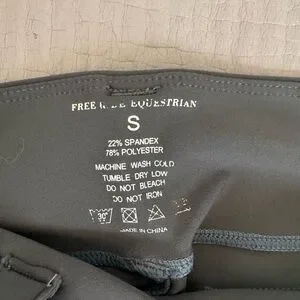 FREE RIDE EQUESTRIAN
S
22% SPANDEX
78% POLYESTER
MACHINE WASH COLD
TUMBLE DRY LOW
DO NOT BLEACH
DO NOT IRON
30°
MADE IN CHINA